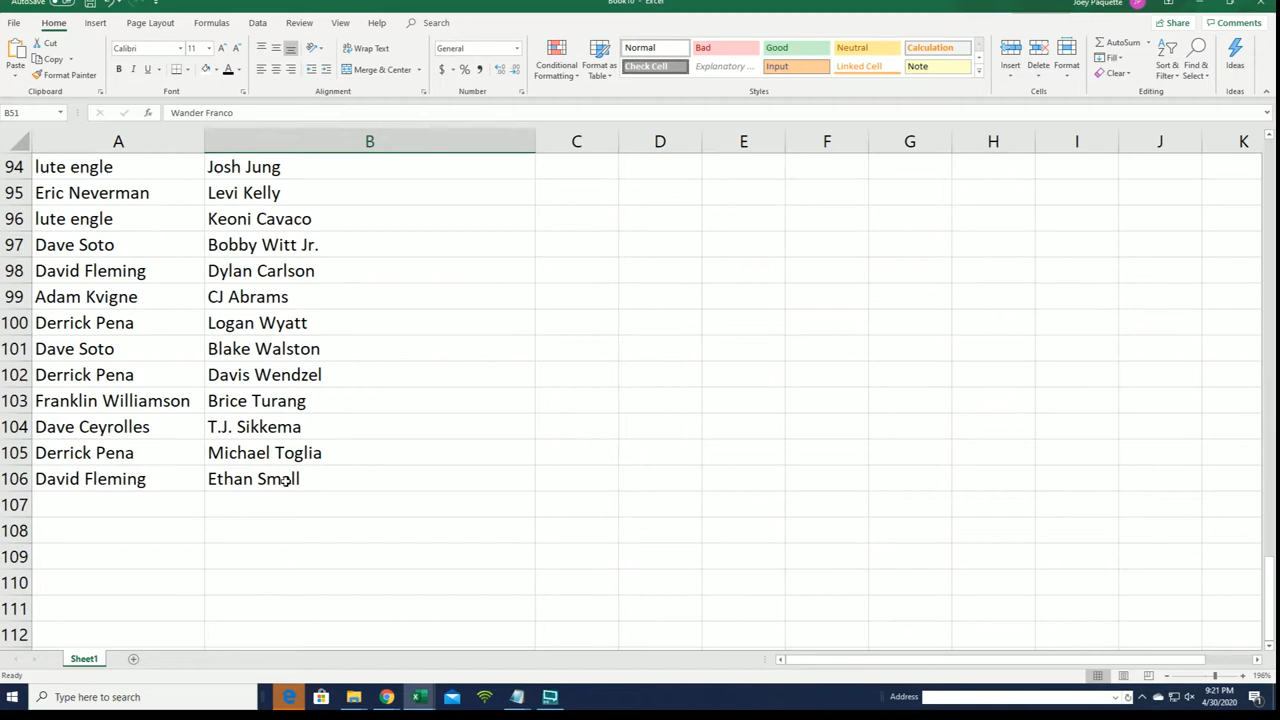 AutoSave Off Book10 - Excel Joey Paquette JP
File Home Insert Page Layout Formulas Data Review View Help Search Share Comments
Paste Cut Copy Format Painter Clipboard
Calibri 11 A A B I U A Font
Wrap Text Merge & Center Alignment
General $ % , Number
Conditional Formatting Format as Table
Normal Bad Good Neutral Calculation
Check Cell Explanatory ... Input Linked Cell Note
Styles
Insert Delete Format Cells
AutoSum Fill Clear Sort & Filter Find & Select Editing
Ideas Ideas
B51 fx Wander Franco
A B C D E F G H I J K
94 lute engle Josh Jung
95 Eric Neverman Levi Kelly
96 lute engle Keoni Cavaco
97 Dave Soto Bobby Witt Jr.
98 David Fleming Dylan Carlson
99 Adam Kvigne CJ Abrams
100 Derrick Pena Logan Wyatt
101 Dave Soto Blake Walston
102 Derrick Pena Davis Wendzel
103 Franklin Williamson Brice Turang
104 Dave Ceyrolles T.J. Sikkema
105 Derrick Pena Michael Toglia
106 David Fleming Ethan Small
107
108
109
110
111
112
Sheet1
Ready 196%
Type here to search Address 9:21 PM
4/30/2020